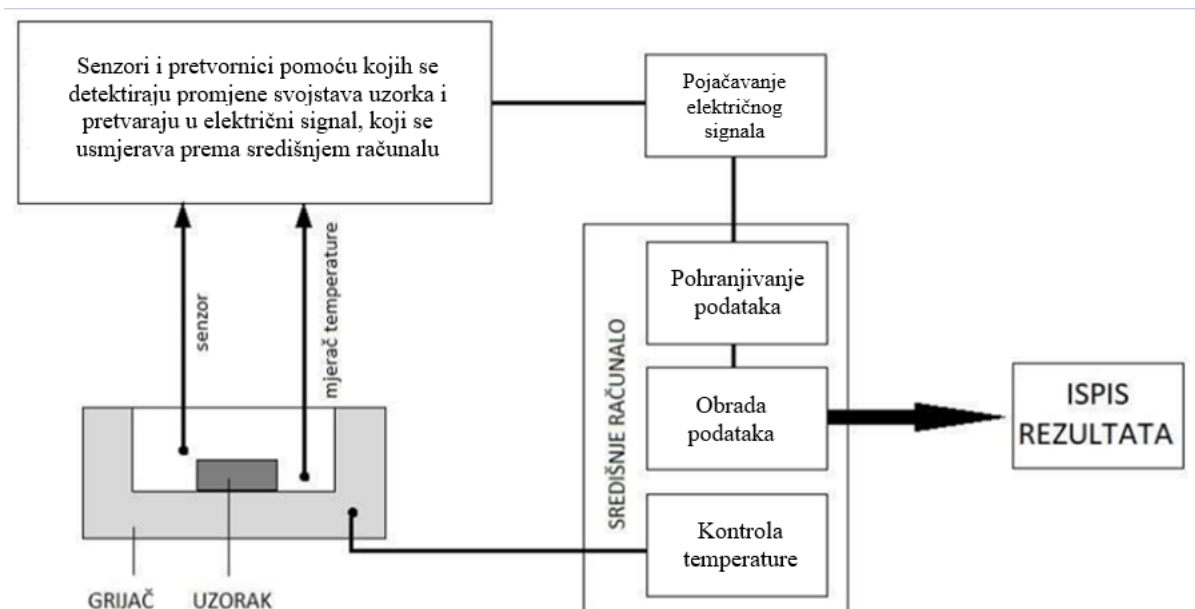 Senzori i pretvornici pomoću kojih se
detektiraju promjene svojstava uzorka i
pretvaraju u električni signal, koji se
usmjerava prema središnjem računalu
Pojačavanje
električnog
signala
senzor
mjerač temperature
SREDIŠNJE RAČUNALO
Pohranjivanje
podataka
Obrada
podataka
Kontrola
temperature
ISPIS
REZULTATA
GRIJAČ
UZORAK